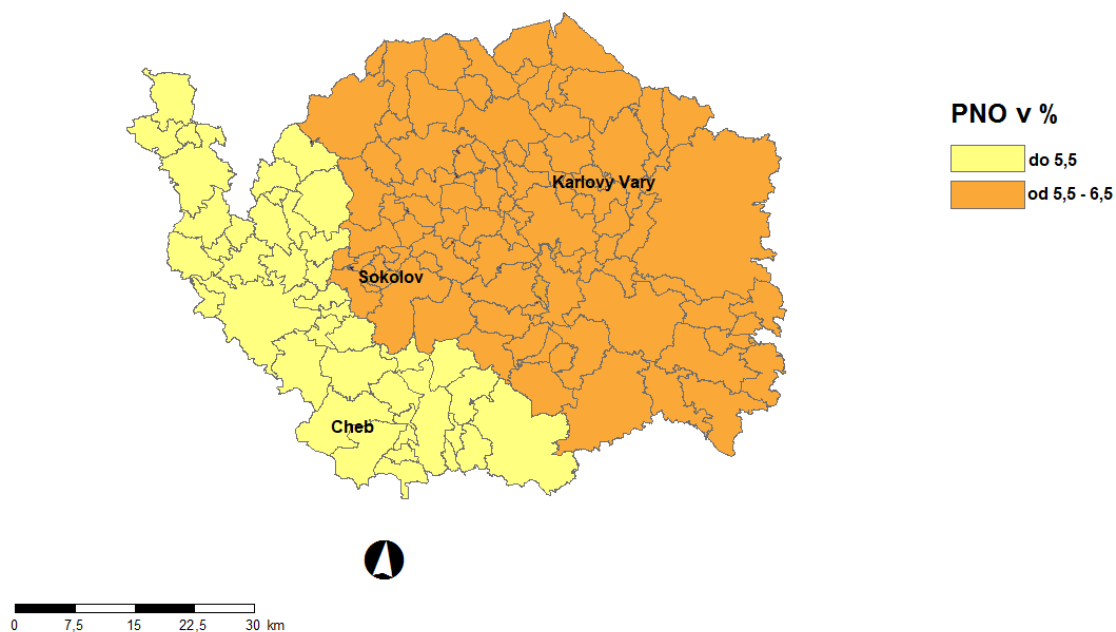 PNO v %
do 5,5
od 5,5 - 6,5
Karlovy Vary
Sokolov
Cheb
0 7,5 15 22,5 30 km